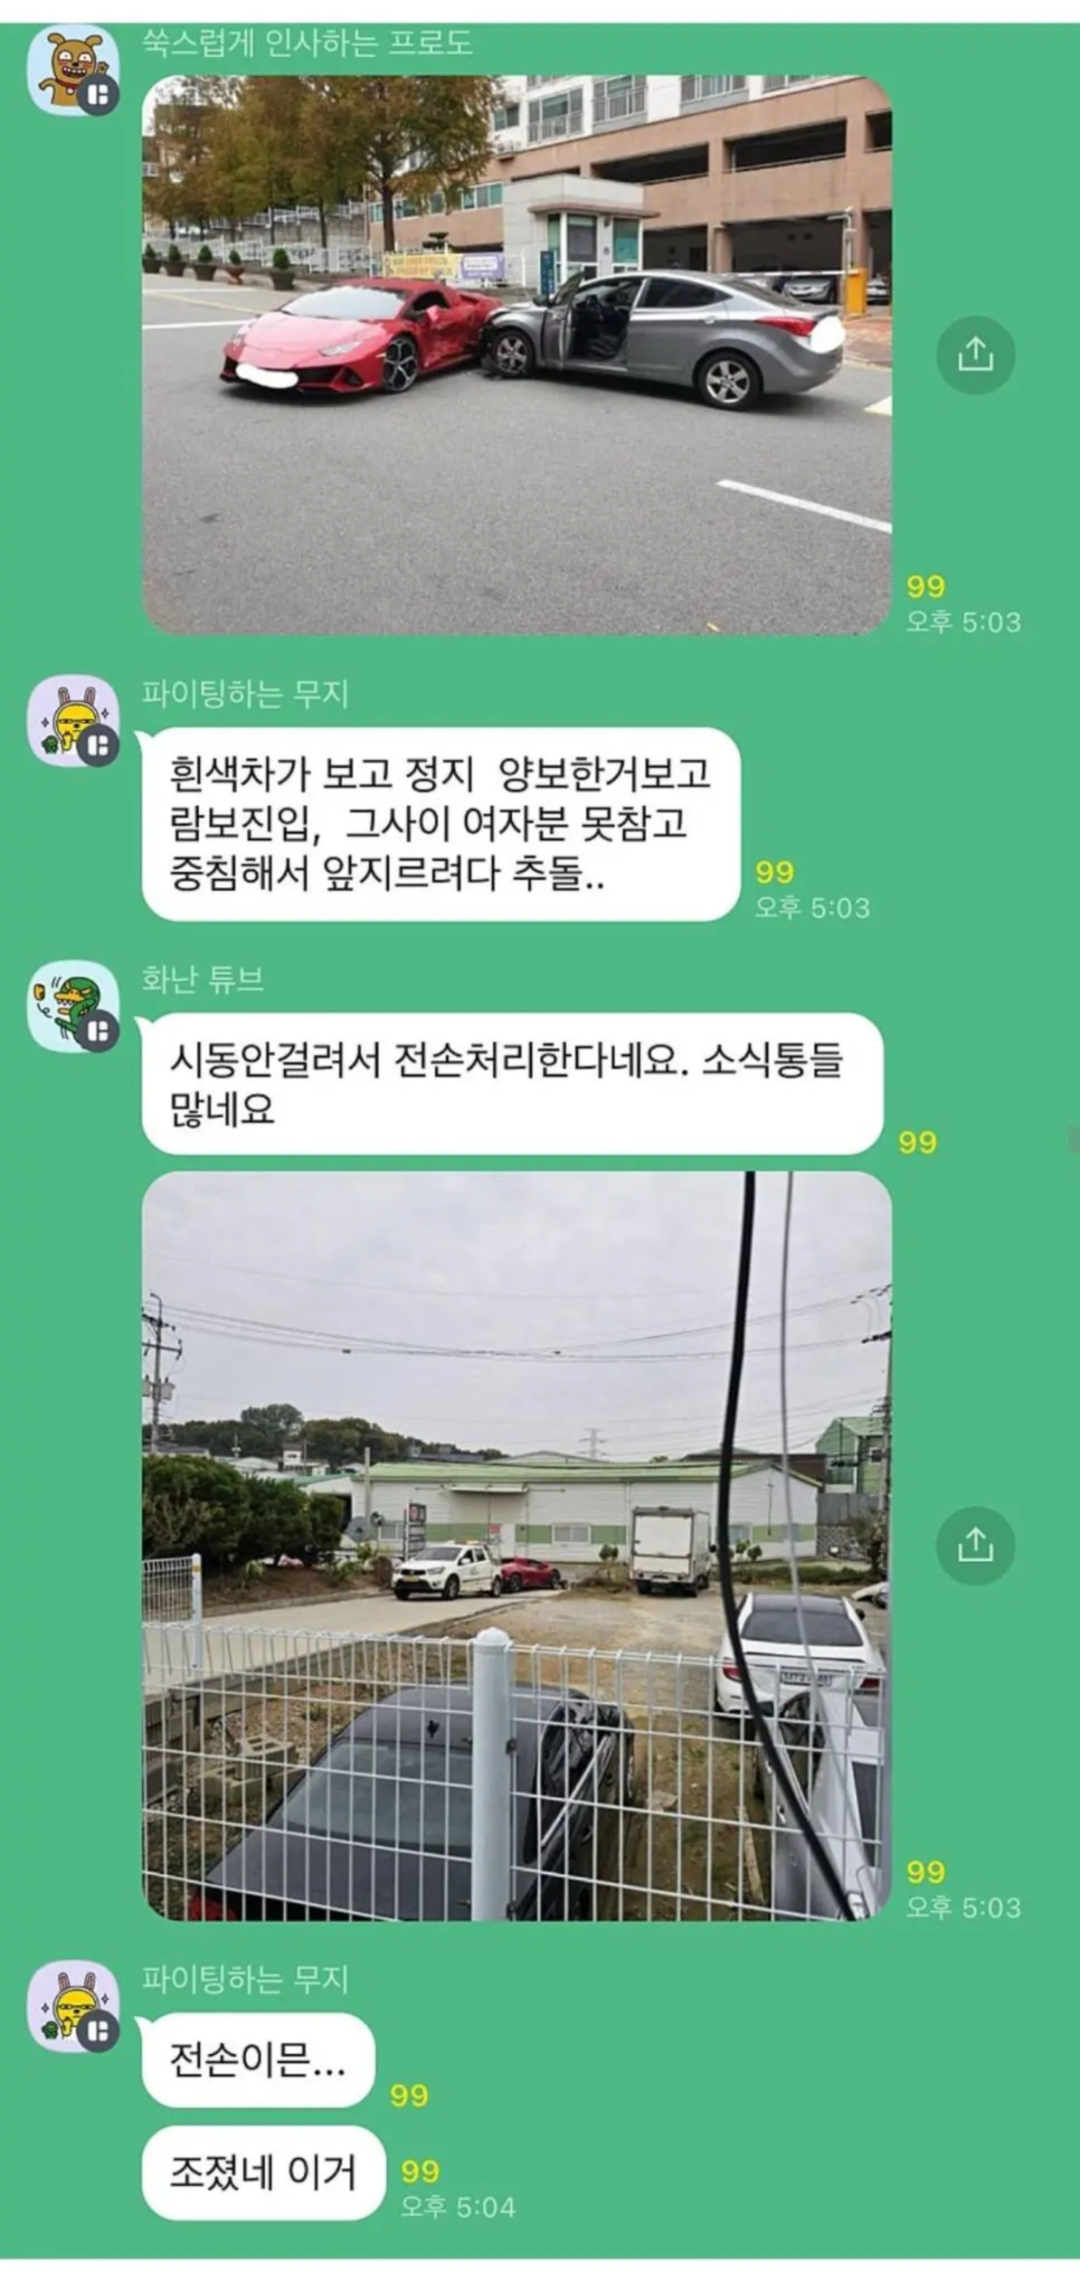 쑥스럽게 인사하는 프로도
99
오후 5:03
파이팅하는 무지
흰색차가 보고 정지 양보한거보고
람보진입, 그사이 여자분 못참고
중침해서 앞지르려다 추돌..
99
오후 5:03
화난 튜브
시동안걸려서 전손처리한다네요. 소식통들
많네요
99
99
오후 5:03
파이팅하는 무지
전손이믄...
99
조졌네 이거
99
오후 5:04